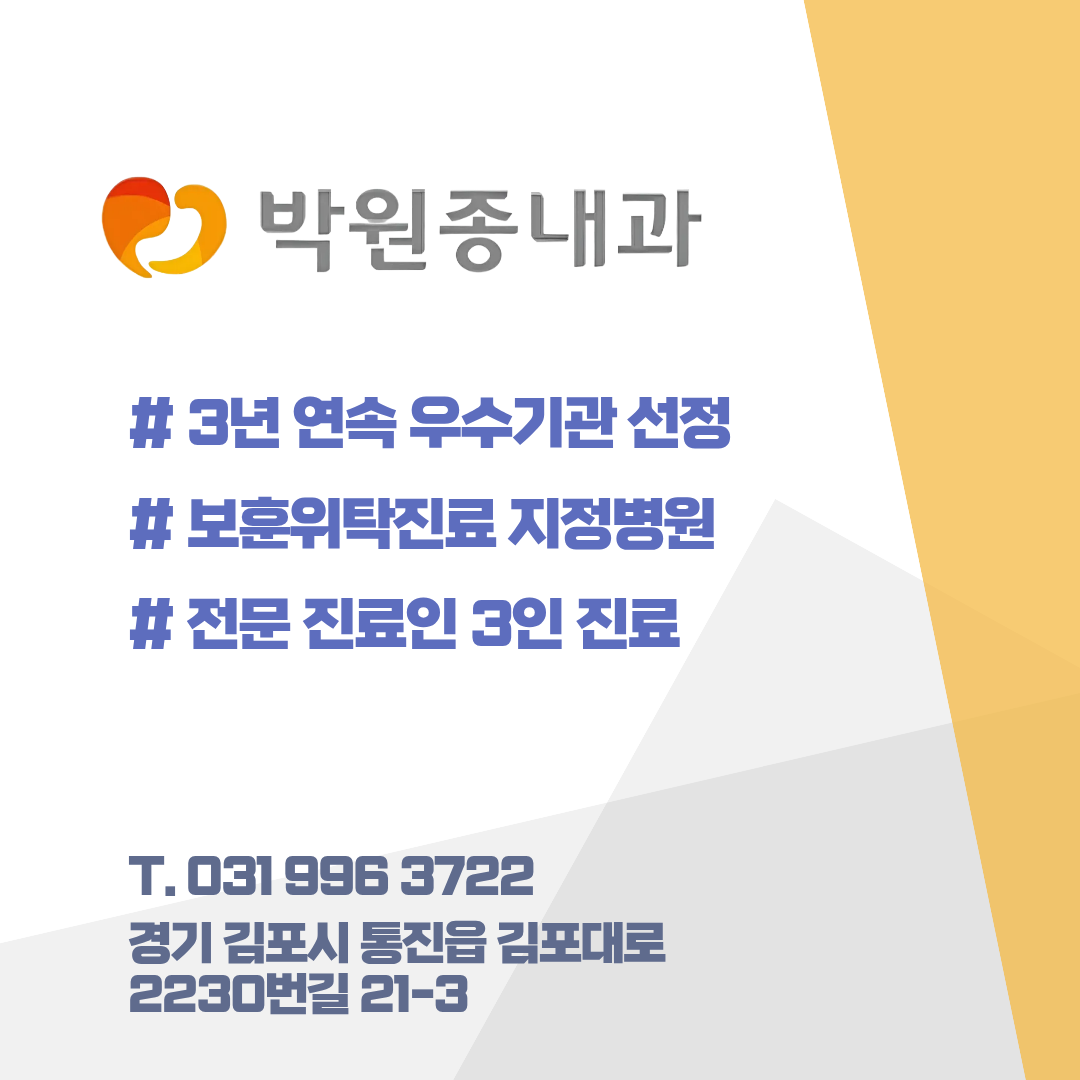 박원종내과
# 3년 연속 우수기관 선정
# 보훈위탁진료 지정병원
# 전문 진료인 3인 진료
T. 031 996 3722
경기 김포시 통진읍 김포대로
2230번길 21-3